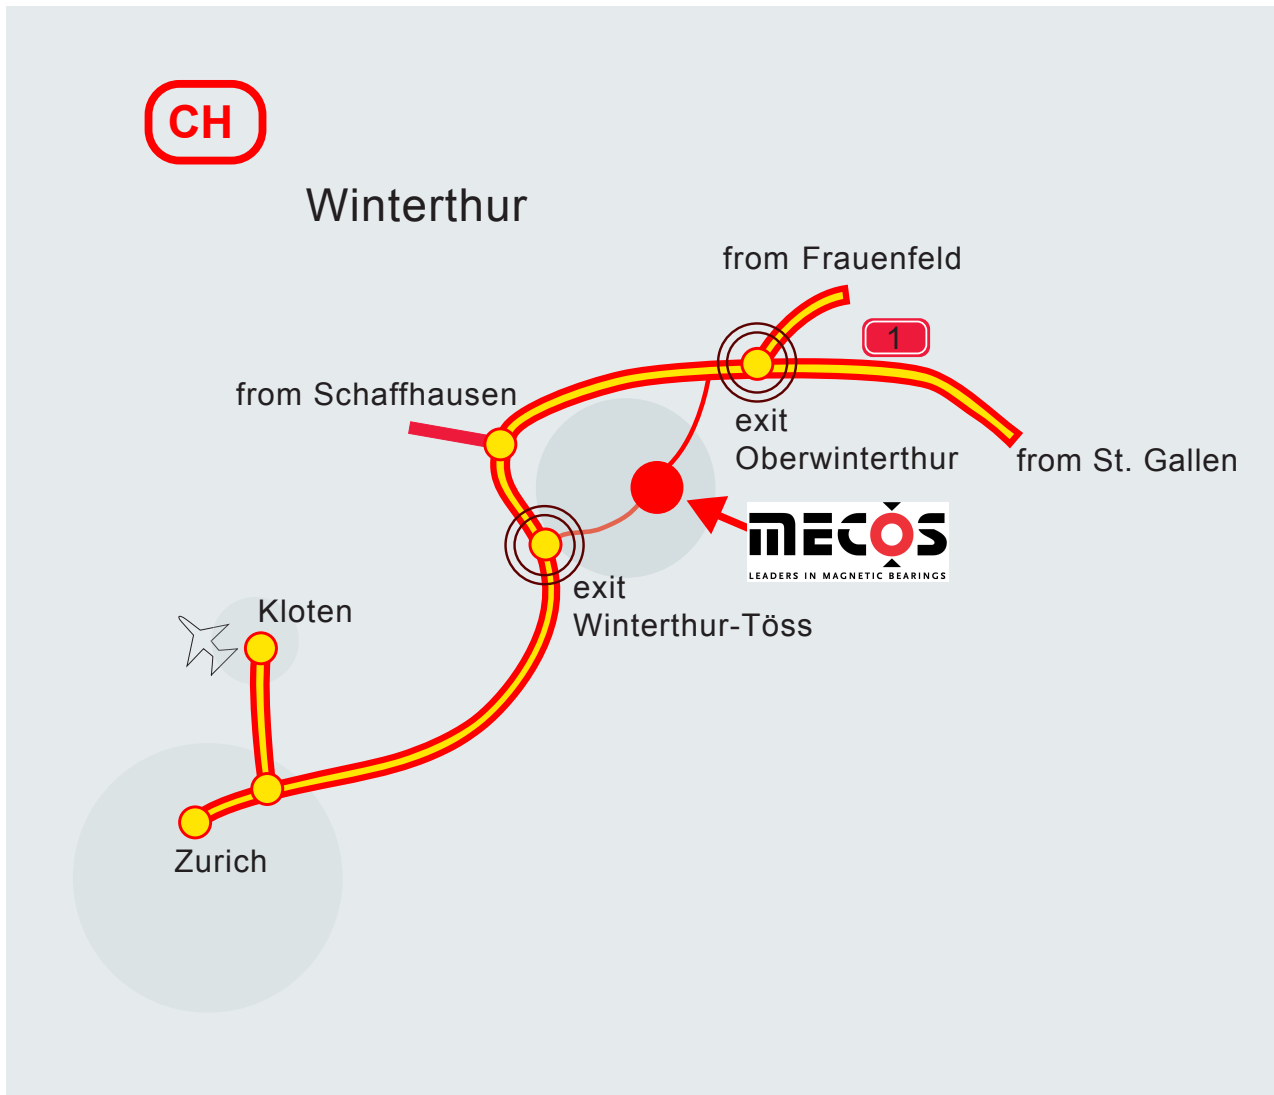 CH
Winterthur
from Frauenfeld
1
from Schaffhausen
exit
Oberwinterthur
from St. Gallen
MECOS
LEADERS IN MAGNETIC BEARINGS
exit
Winterthur-Töss
Kloten
Zurich